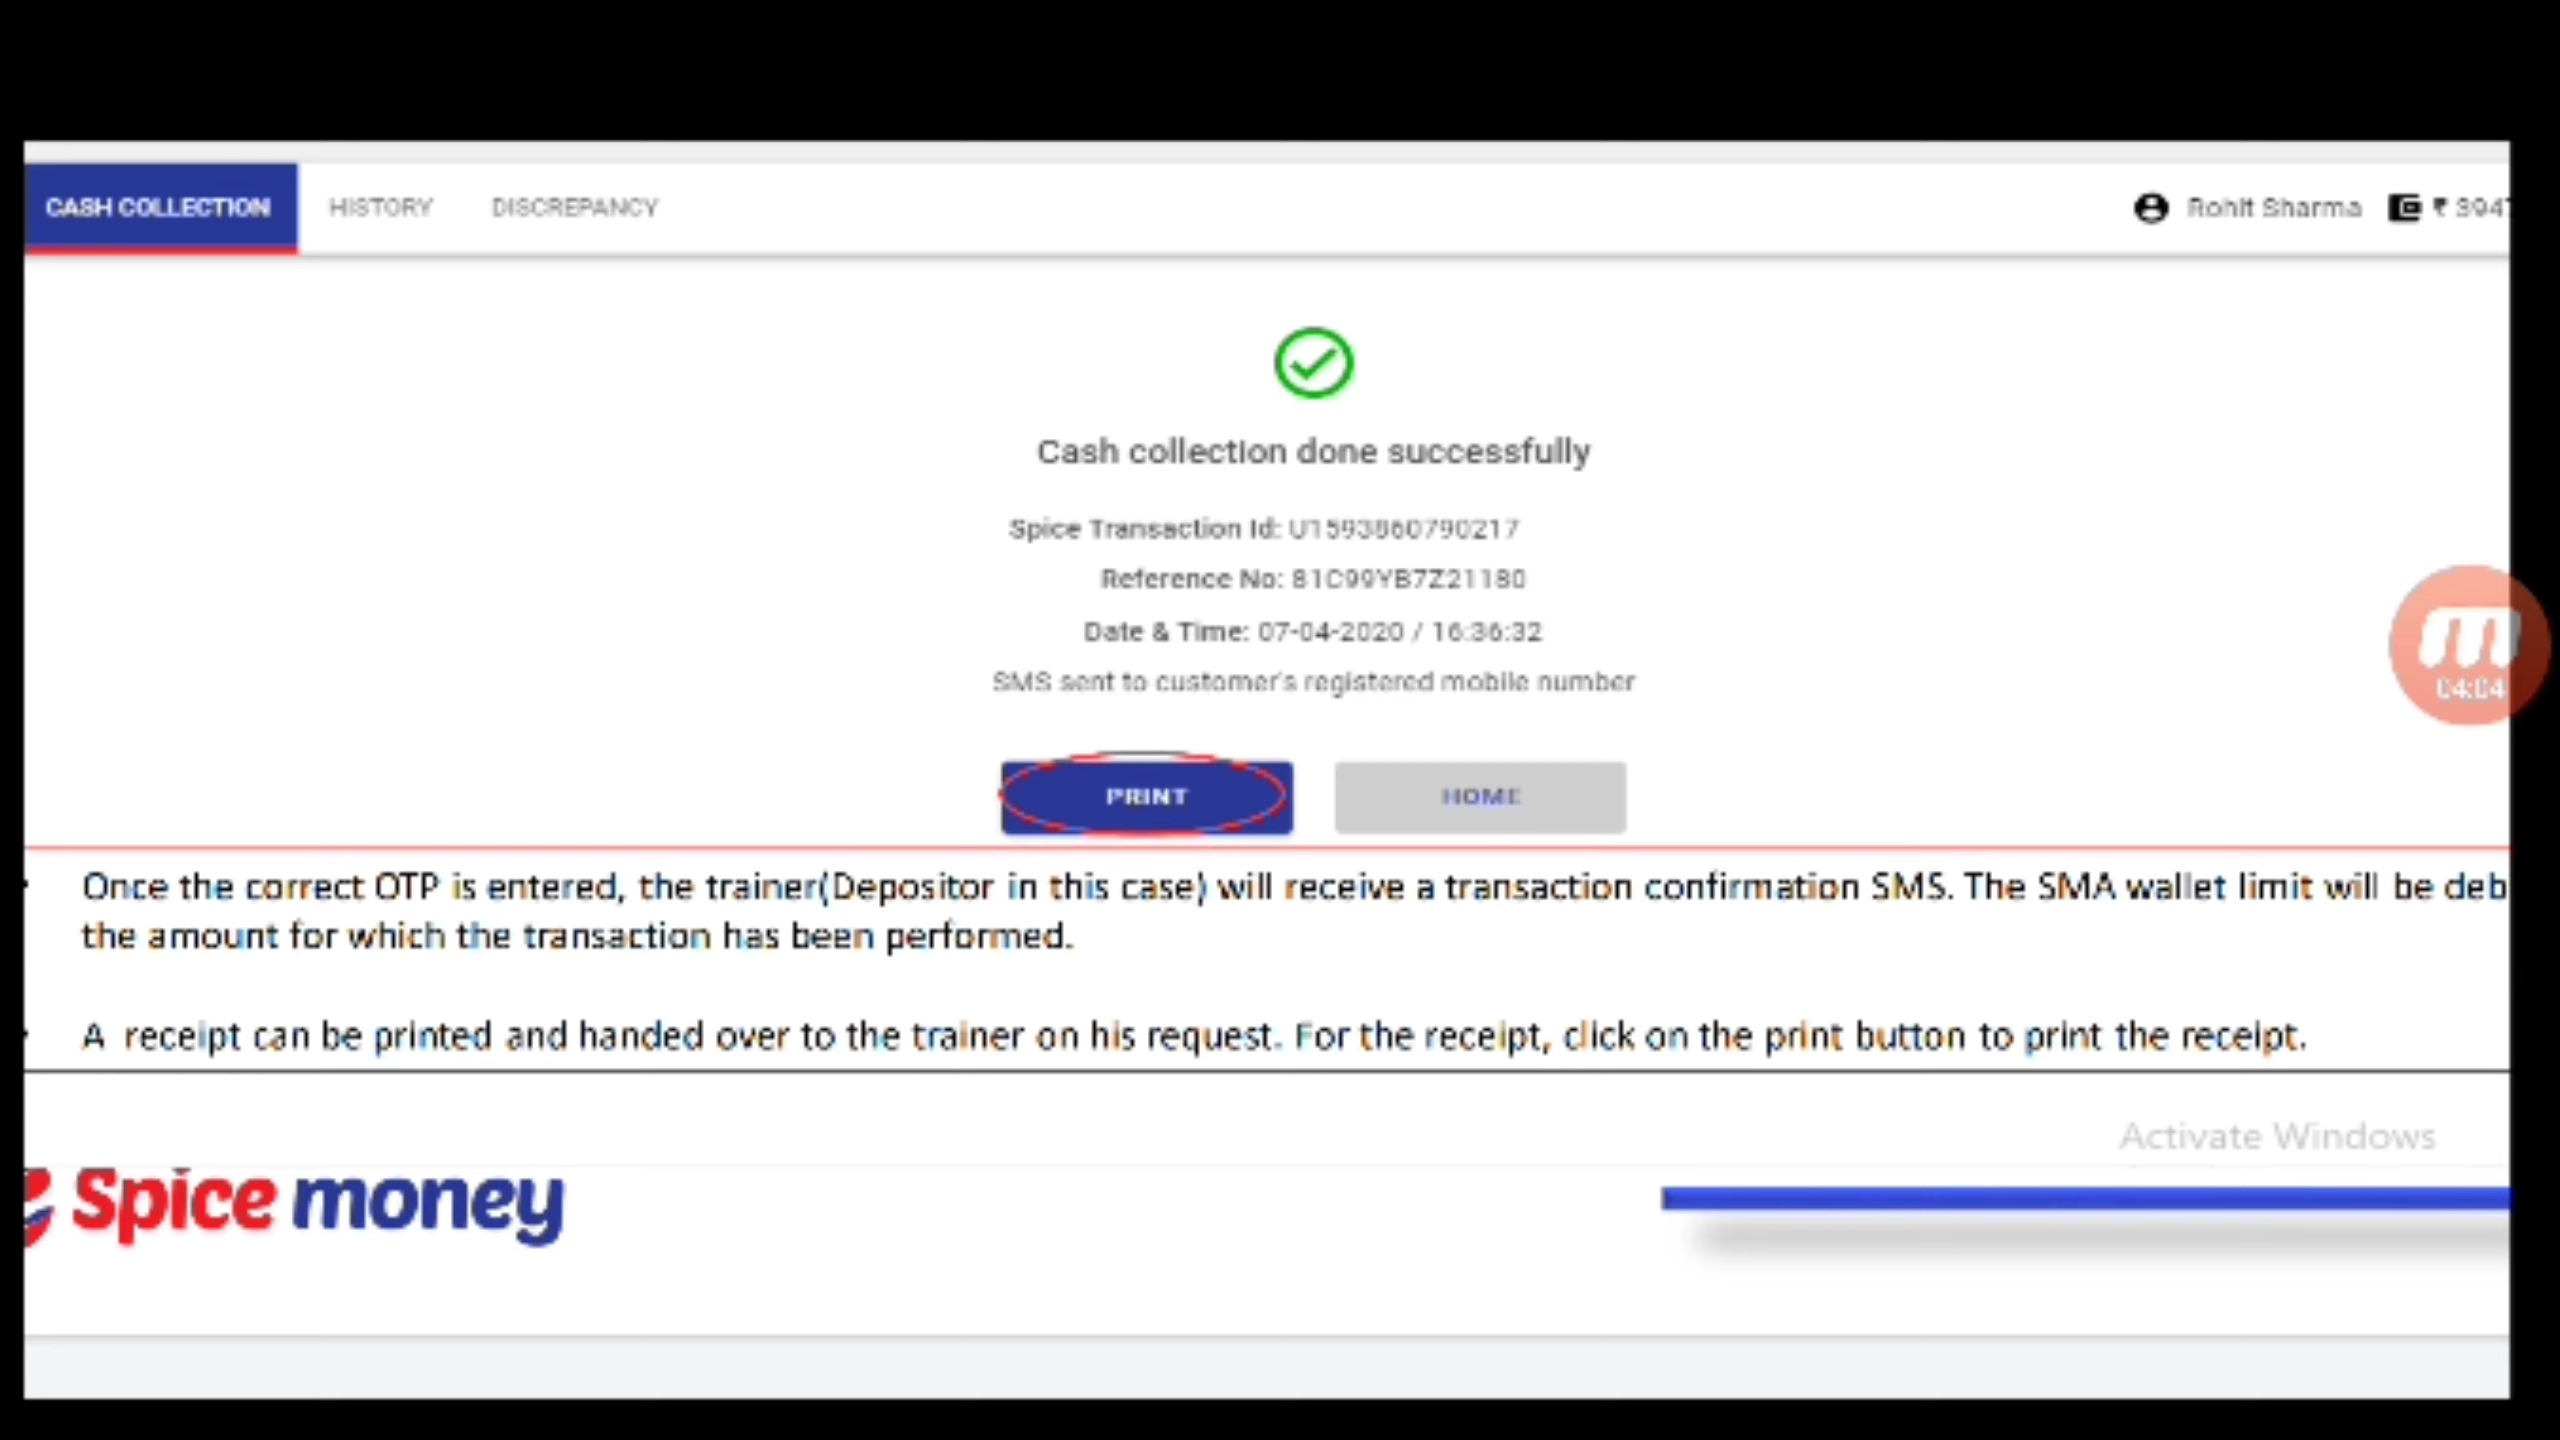 CASH COLLECTION HISTORY DISCREPANCY Rohit Sharma ₹ 394
Cash collection done successfully
Spice Transaction Id: U1593860790217
Reference No: 81C99YB7Z21180
Date & Time: 07-04-2020 / 16:36:32
SMS sent to customer's registered mobile number
04:04
PRINT HOME
Once the correct OTP is entered, the trainer(Depositor in this case) will receive a transaction confirmation SMS. The SMA wallet limit will be deb
the amount for which the transaction has been performed.
A receipt can be printed and handed over to the trainer on his request. For the receipt, click on the print button to print the receipt.
Activate Windows
Spice money